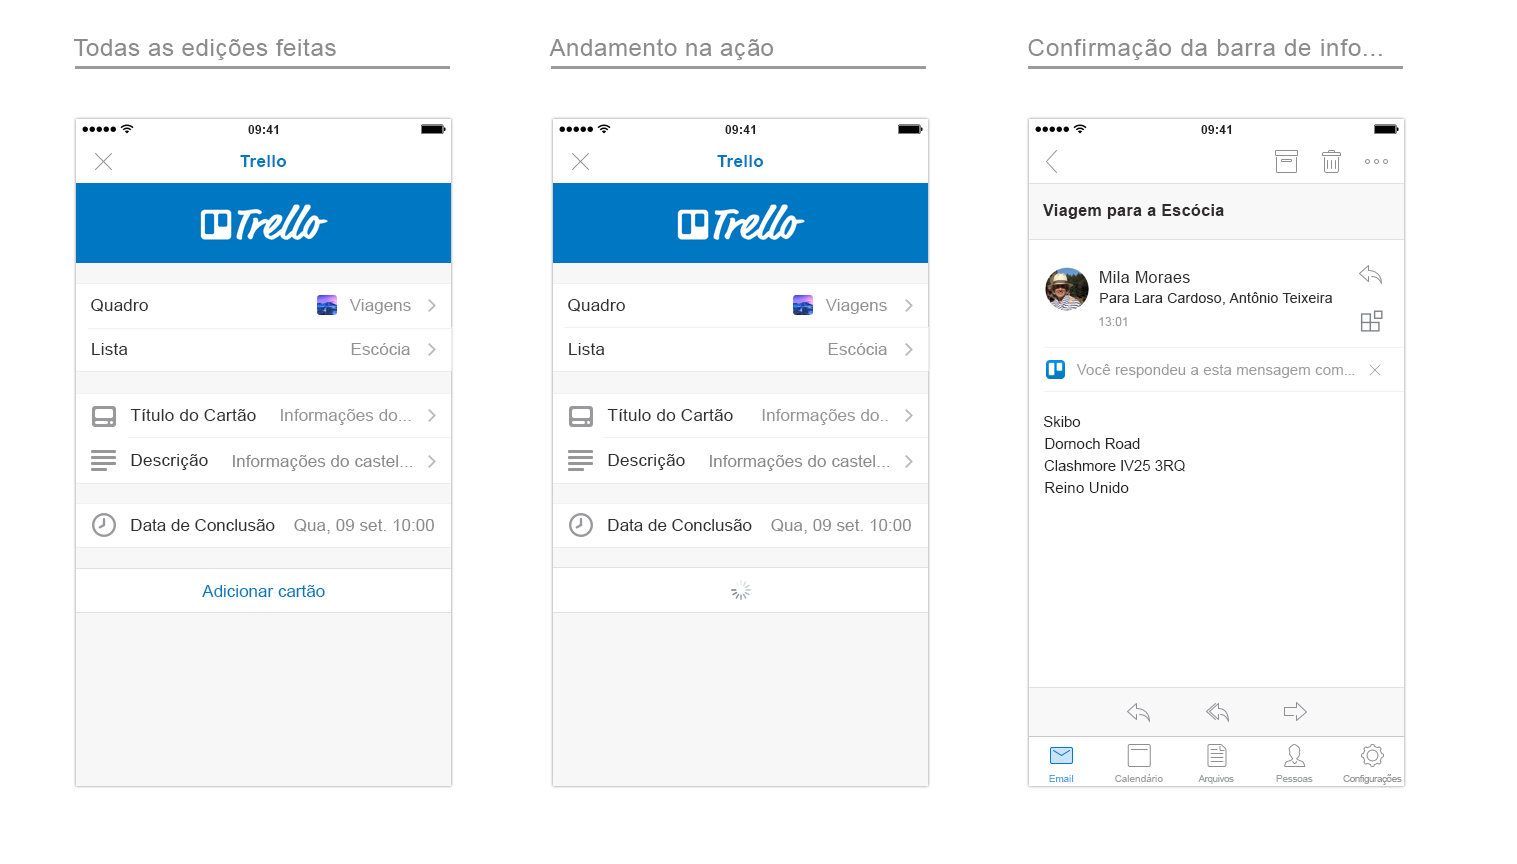 Todas as edições feitas
09:41
Trello
Trello
Quadro Viagens
Lista Escócia
Título do Cartão Informações do...
Descrição Informações do castel...
Data de Conclusão Qua, 09 set. 10:00
Adicionar cartão
Andamento na ação
09:41
Trello
Trello
Quadro Viagens
Lista Escócia
Título do Cartão Informações do..
Descrição Informações do castel...
Data de Conclusão Qua, 09 set. 10:00
Confirmação da barra de info...
09:41
Viagem para a Escócia
Mila Moraes
Para Lara Cardoso, Antônio Teixeira
13:01
Você respondeu a esta mensagem com...
Skibo
Dornoch Road
Clashmore IV25 3RQ
Reino Unido
Email Calendário Arquivos Pessoas Configurações